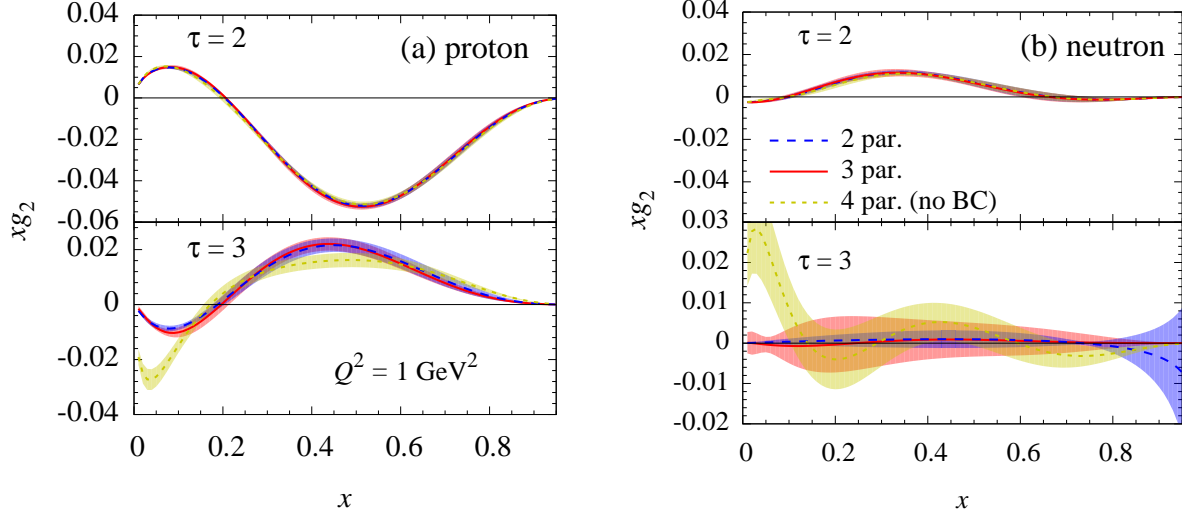 0.04
0.02
0
-0.02
-0.04
-0.06
0.02
0
-0.02
-0.04
xg2
τ = 2
(a) proton
τ = 3
Q² = 1 GeV²
0
0.2
0.4
0.6
0.8
x
0.04
0.02
0
-0.02
-0.04
0.03
0.02
0.01
0
-0.01
-0.02
xg2
τ = 2
(b) neutron
2 par.
3 par.
4 par. (no BC)
τ = 3
0
0.2
0.4
0.6
0.8
x